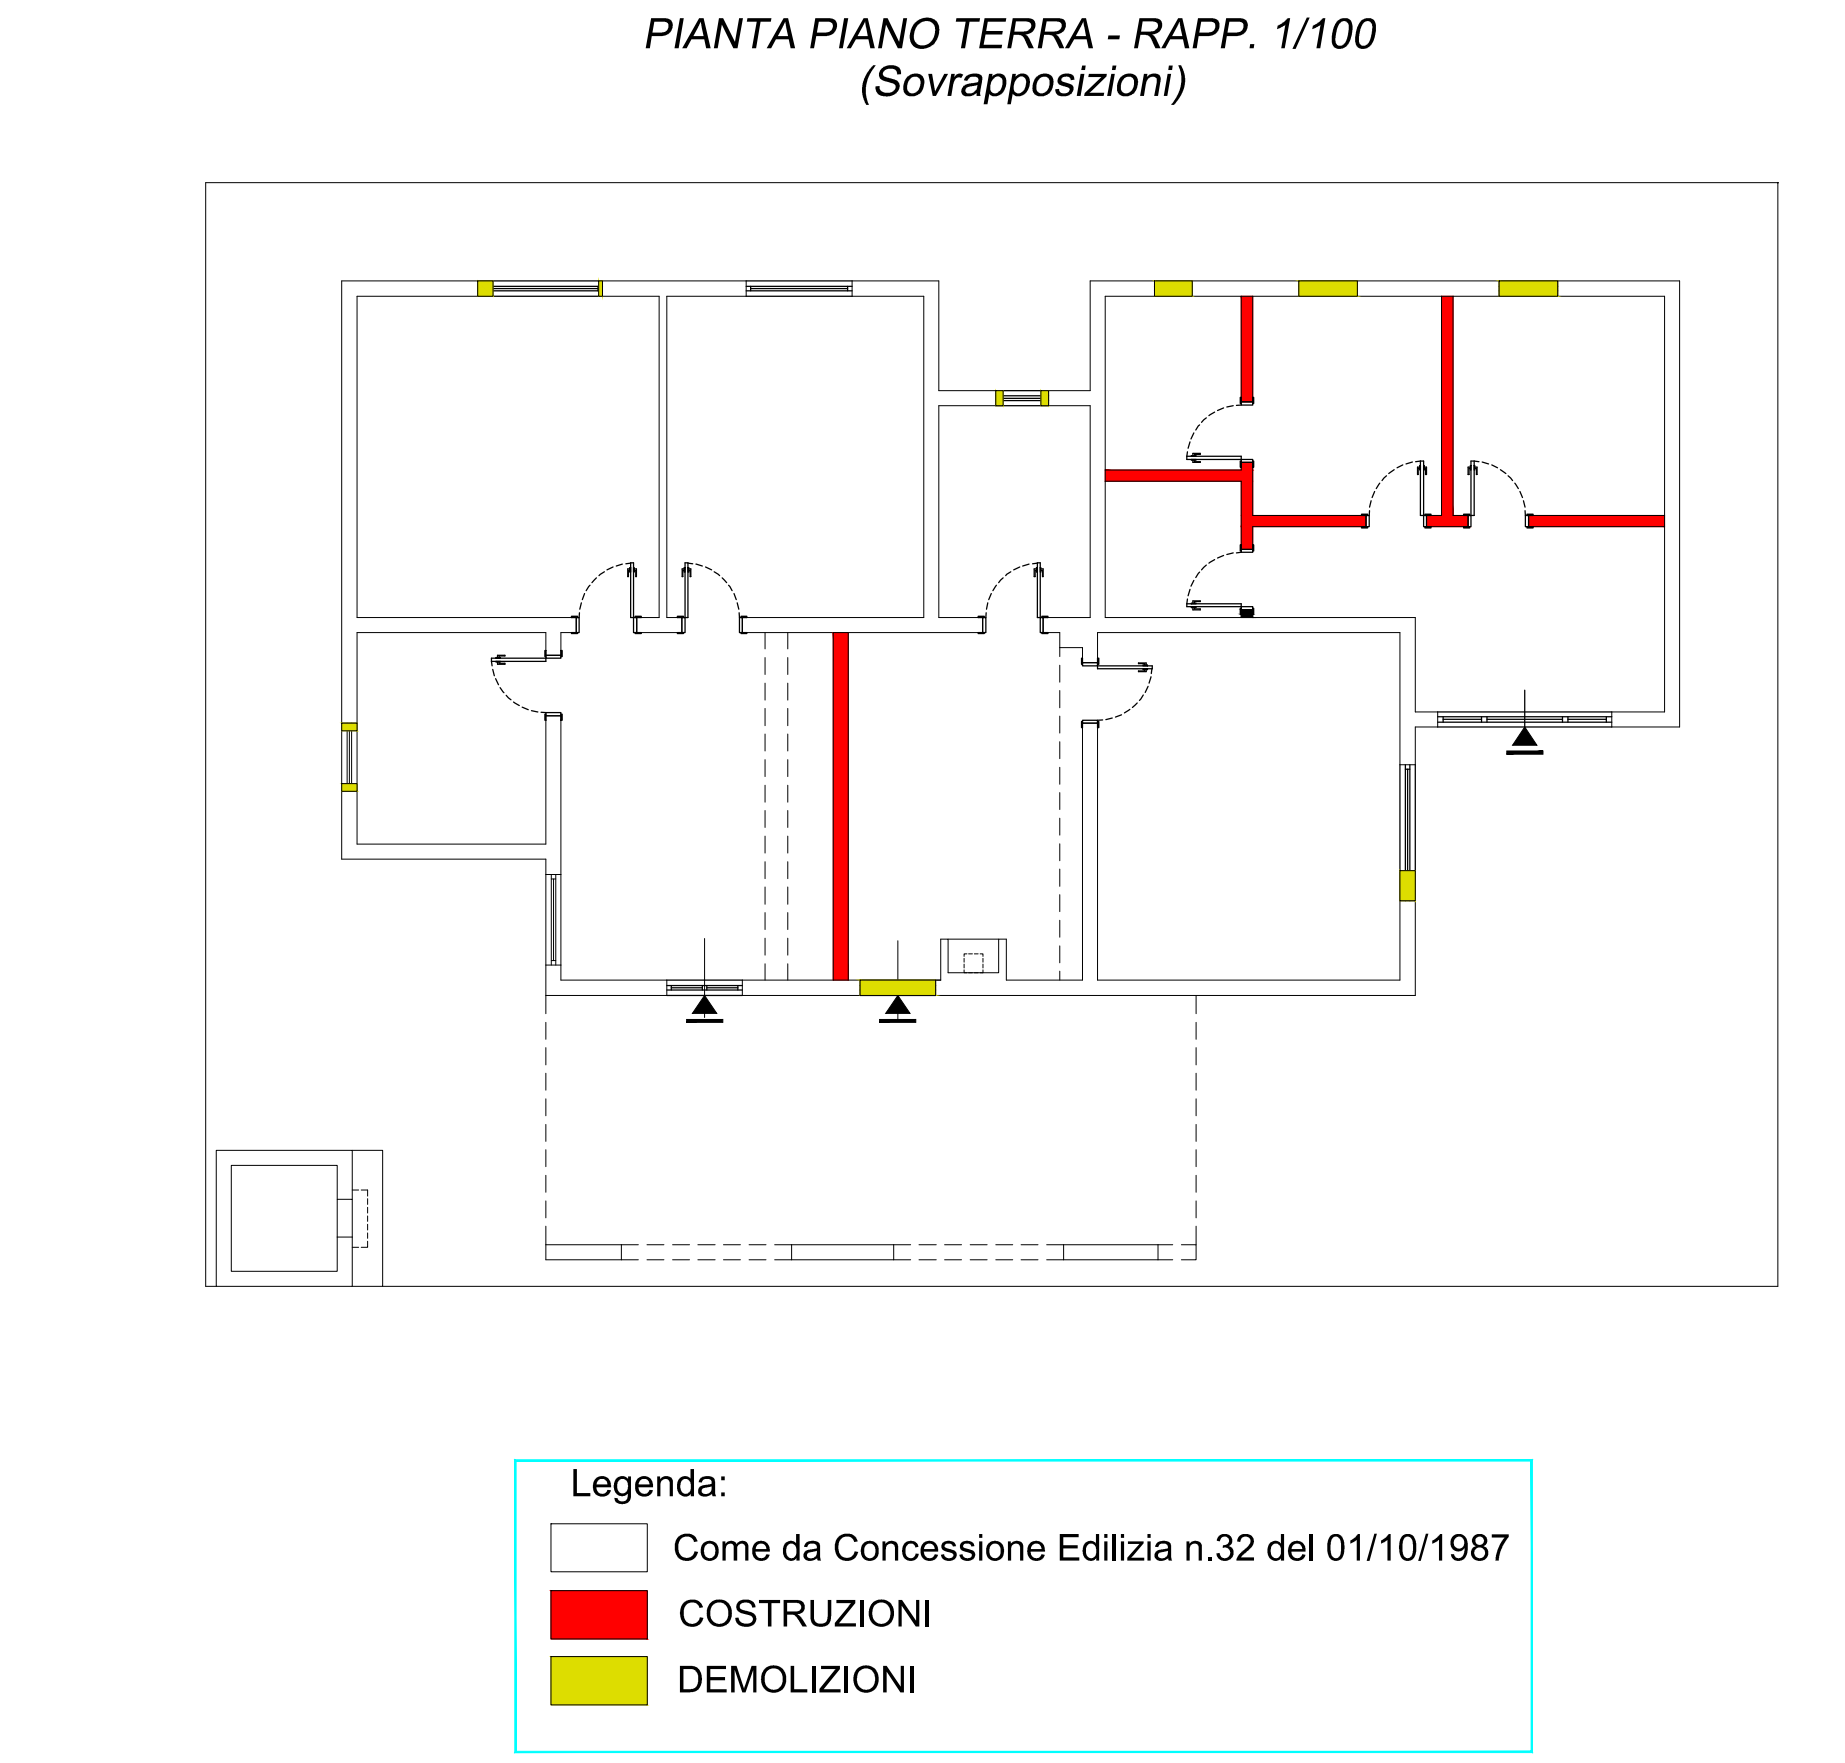 PIANTA PIANO TERRA - RAPP. 1/100
(Sovrapposizioni)
Legenda:
Come da Concessione Edilizia n.32 del 01/10/1987
COSTRUZIONI
DEMOLIZIONI